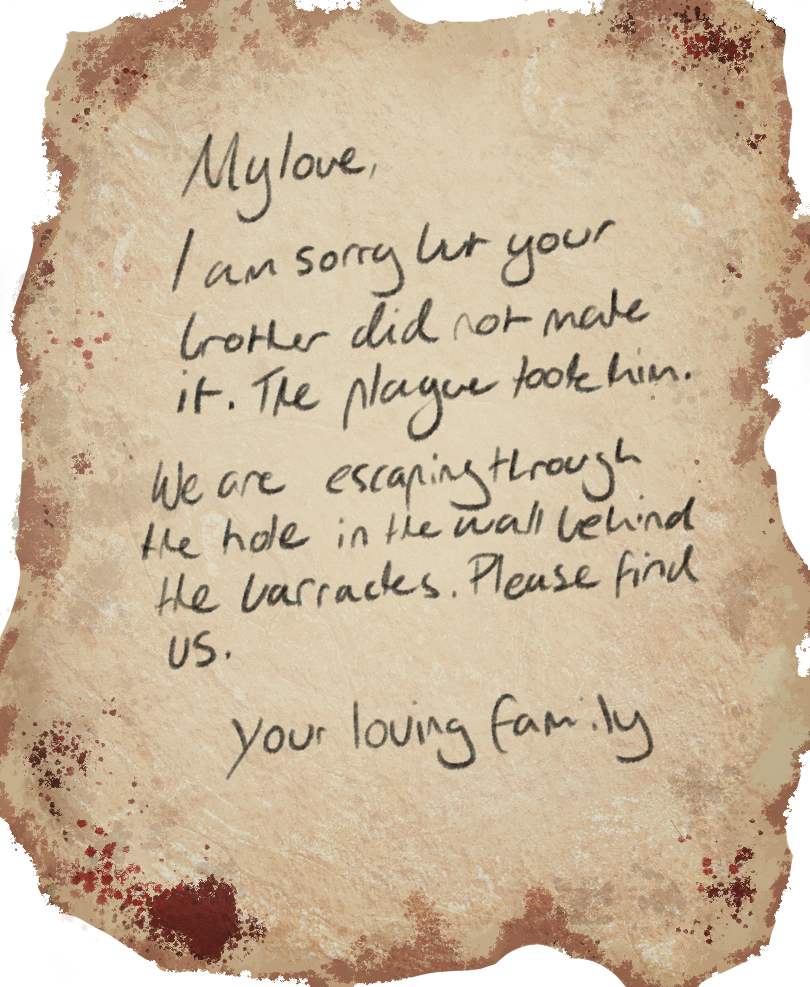 My love,
I am sorry but your
brother did not make
it. The plague took him.
We are escaping through
the hole in the wall behind
the barracks. Please find
us.
your loving family